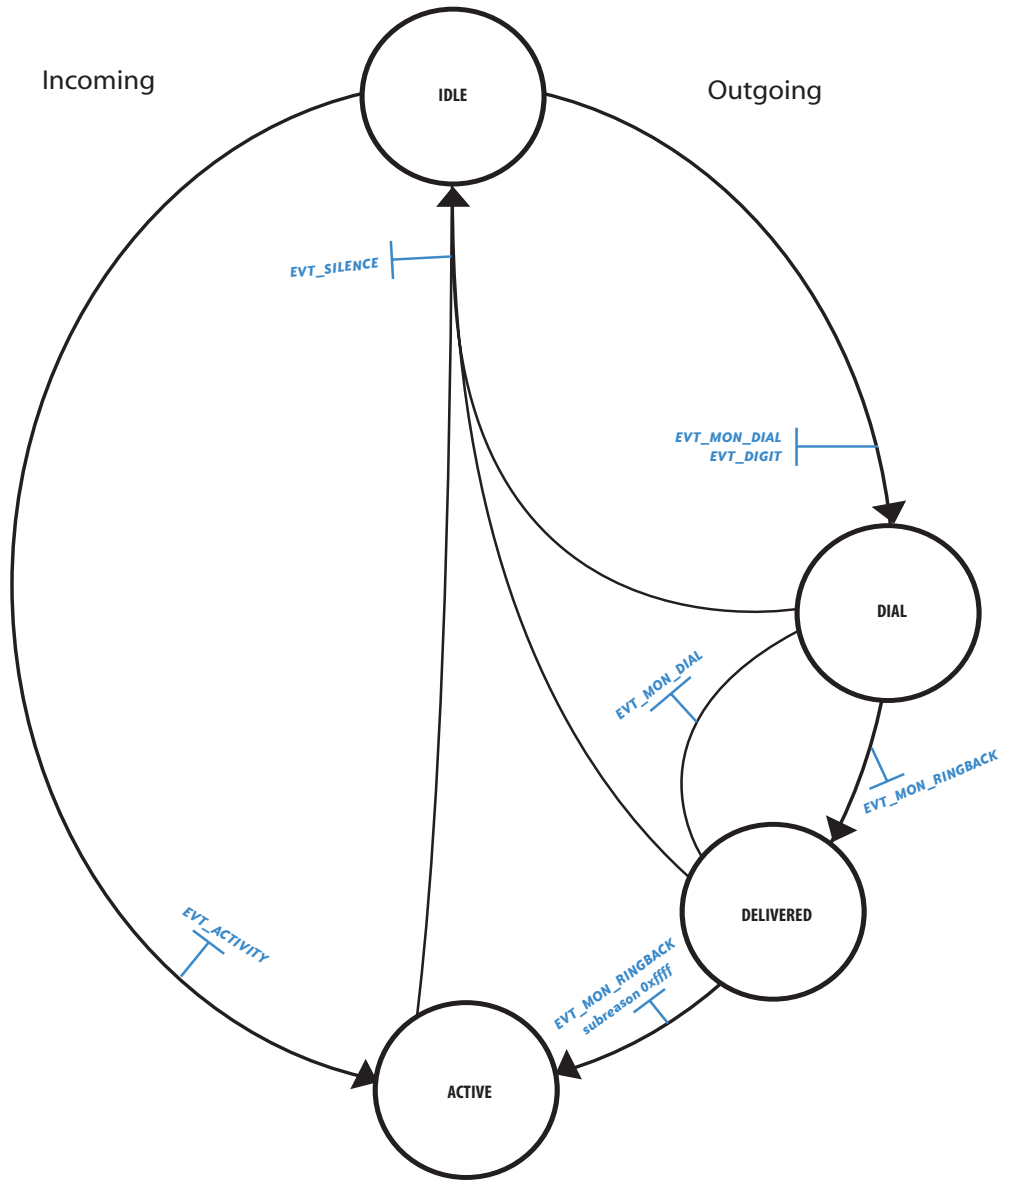 Incoming
IDLE
Outgoing
EVT_SILENCE
EVT_MON_DIAL
EVT_DIGIT
DIAL
EVT_MON_DIAL
EVT_MON_RINGBACK
DELIVERED
EVT_ACTIVITY
EVT_MON_RINGBACK
subreason 0xffff
ACTIVE